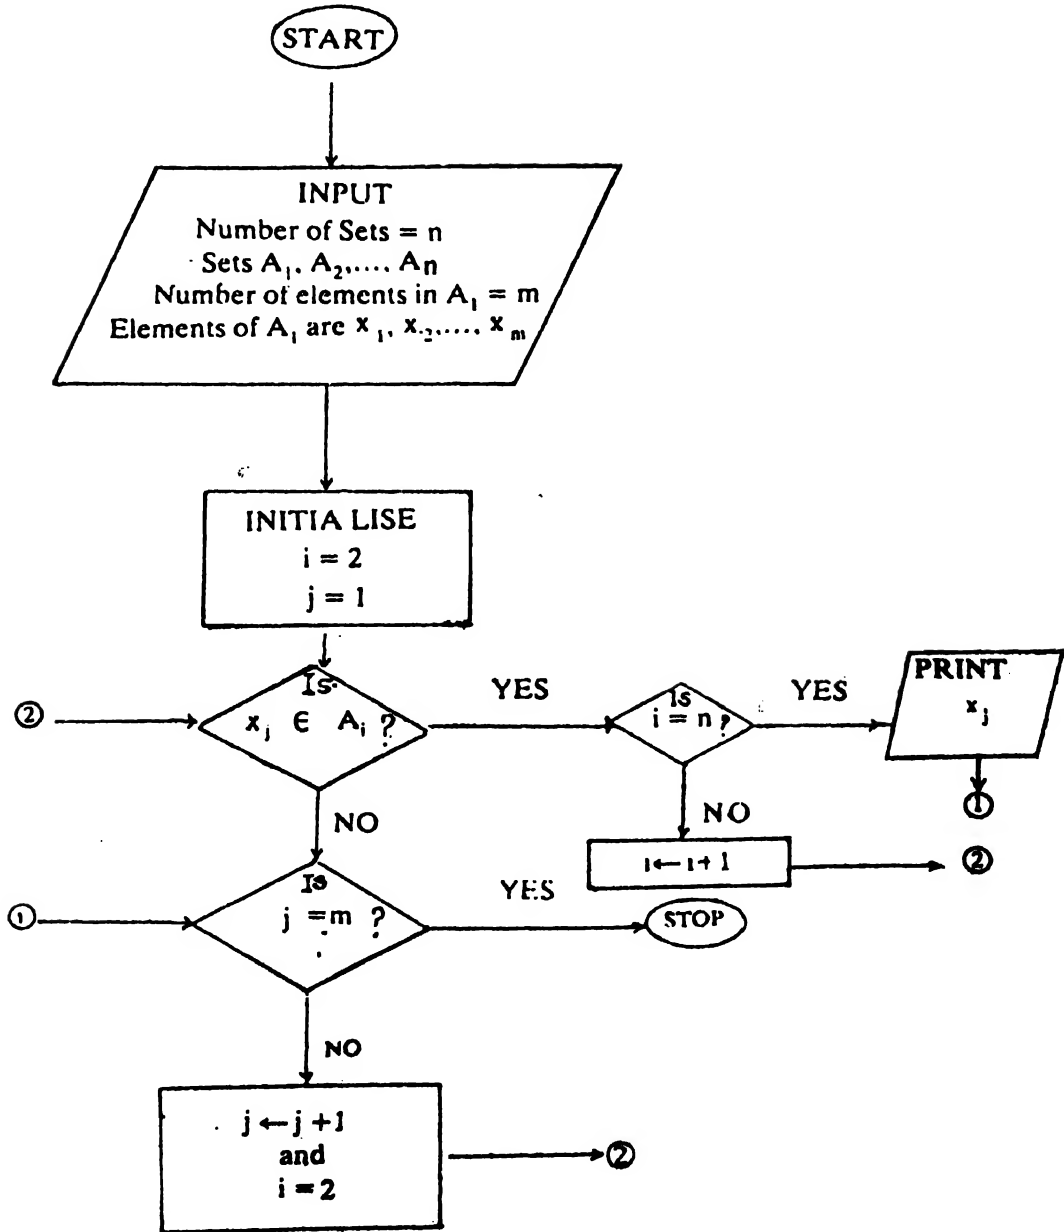 START
INPUT
Number of Sets = n
Sets A₁, A₂,.... An
Number of elements in A₁ = m
Elements of A₁ are x₁, x₂,.... xₘ
INITIA LISE
i = 2
j = 1
②
Is
xⱼ ∈ Aᵢ ?
YES
Is
i = n ?
YES
PRINT
xⱼ
①
NO
NO
i ← i + 1
②
①
Is
j = m ?
YES
STOP
NO
j ← j + 1
and
i = 2
②